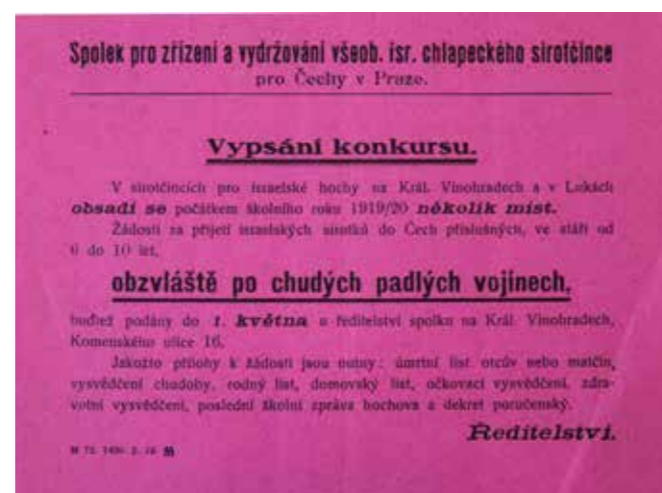 Spolek pro zřízení a vydržování všeob. isr. chlapeckého sirotčince
pro Čechy v Praze.
Vypsání konkursu.
V sirotčincích pro israelské hochy na Král. Vinohradech a v Lukách
obsadí se počátkem školního roku 1919/20 několik míst.
Žádosti za přijetí israelských sirotků do Čech příslušných, ve stáří od
6 do 10 let,
obzvláště po chudých padlých vojínech,
buďtež podány do 1. května u ředitelství spolku na Král. Vinohradech,
Komenského ulice 16.
Jakožto přílohy k žádosti jsou nutny: úmrtní list otcův nebo matčin,
vysvědčení chudoby, rodný list, domovský list, očkovací vysvědčení, zdra-
votní vysvědčení, poslední školní zpráva hochova a dekret poručenský.
Ředitelství.
M 72.